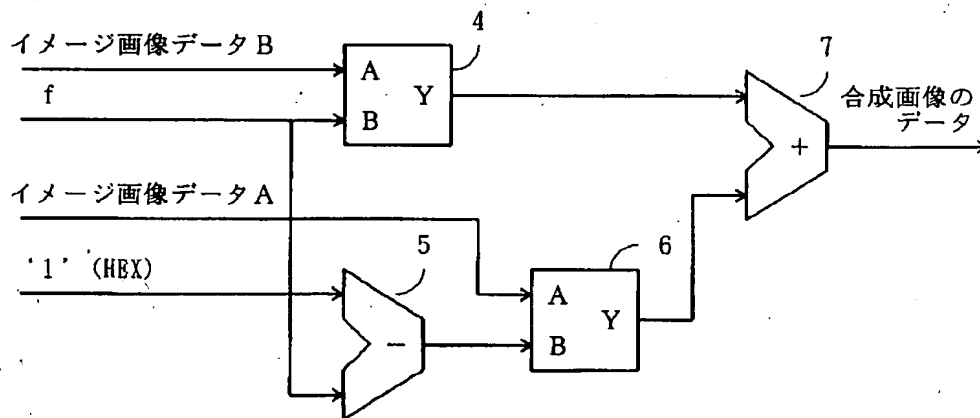 イメージ画像データB
f
4
A
B
Y
7
合成画像の
データ
+
イメージ画像データA
'1' (HEX)
5
-
6
A
B
Y